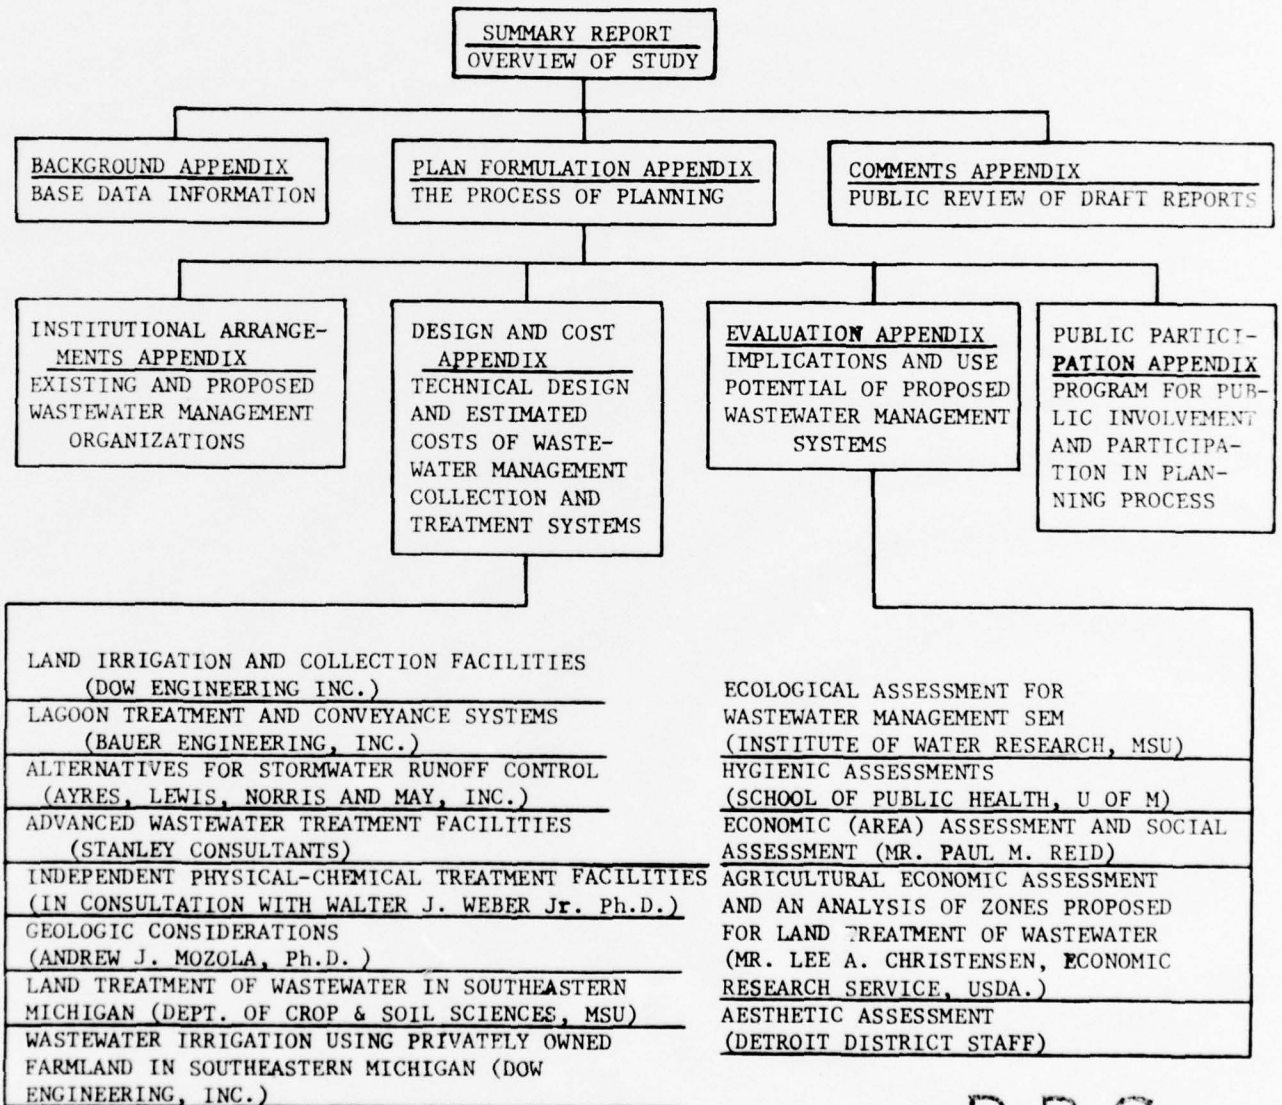 SUMMARY REPORT
OVERVIEW OF STUDY
BACKGROUND APPENDIX
BASE DATA INFORMATION
PLAN FORMULATION APPENDIX
THE PROCESS OF PLANNING
COMMENTS APPENDIX
PUBLIC REVIEW OF DRAFT REPORTS
INSTITUTIONAL ARRANGE-
MENTS APPENDIX
EXISTING AND PROPOSED
WASTEWATER MANAGEMENT
ORGANIZATIONS
DESIGN AND COST
APPENDIX
TECHNICAL DESIGN
AND ESTIMATED
COSTS OF WASTE-
WATER MANAGEMENT
COLLECTION AND
TREATMENT SYSTEMS
EVALUATION APPENDIX
IMPLICATIONS AND USE
POTENTIAL OF PROPOSED
WASTEWATER MANAGEMENT
SYSTEMS
PUBLIC PARTICI-
PATION APPENDIX
PROGRAM FOR PUB-
LIC INVOLVEMENT
AND PARTICIPA-
TION IN PLAN-
NING PROCESS
LAND IRRIGATION AND COLLECTION FACILITIES
(DOW ENGINEERING INC.)
LAGOON TREATMENT AND CONVEYANCE SYSTEMS
(BAUER ENGINEERING, INC.)
ALTERNATIVES FOR STORMWATER RUNOFF CONTROL
(AYRES, LEWIS, NORRIS AND MAY, INC.)
ADVANCED WASTEWATER TREATMENT FACILITIES
(STANLEY CONSULTANTS)
INDEPENDENT PHYSICAL-CHEMICAL TREATMENT FACILITIES
(IN CONSULTATION WITH WALTER J. WEBER Jr. Ph.D.)
GEOLOGIC CONSIDERATIONS
(ANDREW J. MOZOLA, Ph.D. )
LAND TREATMENT OF WASTEWATER IN SOUTHEASTERN
MICHIGAN (DEPT. OF CROP & SOIL SCIENCES, MSU)
WASTEWATER IRRIGATION USING PRIVATELY OWNED
FARMLAND IN SOUTHEASTERN MICHIGAN (DOW
ENGINEERING, INC.)
ECOLOGICAL ASSESSMENT FOR
WASTEWATER MANAGEMENT SEM
(INSTITUTE OF WATER RESEARCH, MSU)
HYGIENIC ASSESSMENTS
(SCHOOL OF PUBLIC HEALTH, U OF M)
ECONOMIC (AREA) ASSESSMENT AND SOCIAL
ASSESSMENT (MR. PAUL M. REID)
AGRICULTURAL ECONOMIC ASSESSMENT
AND AN ANALYSIS OF ZONES PROPOSED
FOR LAND TREATMENT OF WASTEWATER
(MR. LEE A. CHRISTENSEN, ECONOMIC
RESEARCH SERVICE, USDA.)
AESTHETIC ASSESSMENT
(DETROIT DISTRICT STAFF)